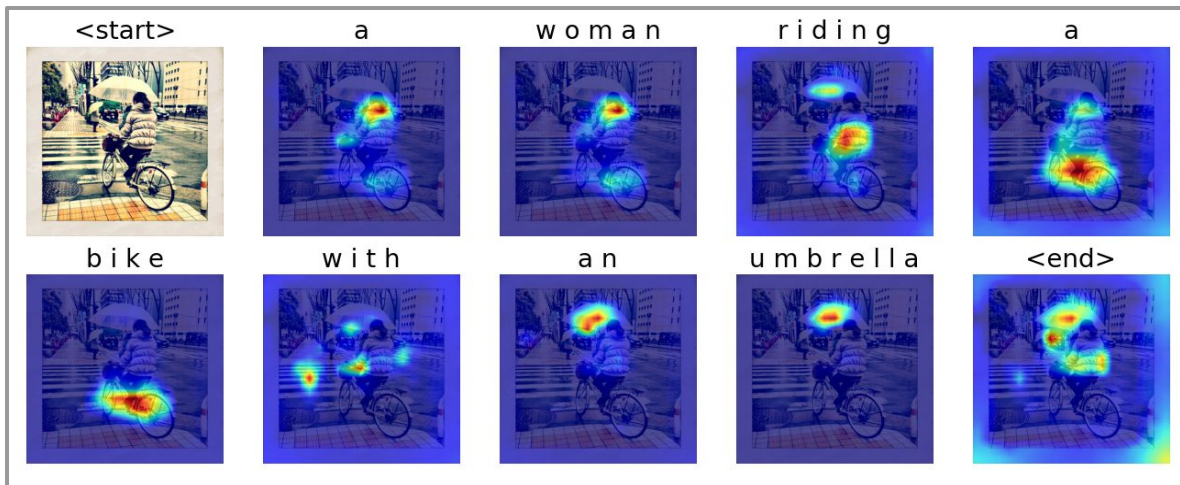 <start> a woman riding a
bike with an umbrella <end>